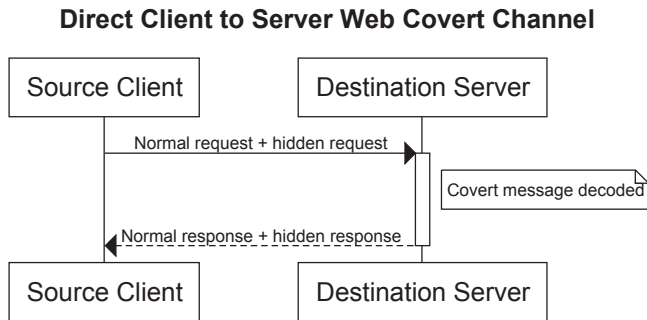 Direct Client to Server Web Covert Channel
Source Client
Destination Server
Normal request + hidden request
Covert message decoded
Normal response + hidden response
Source Client
Destination Server